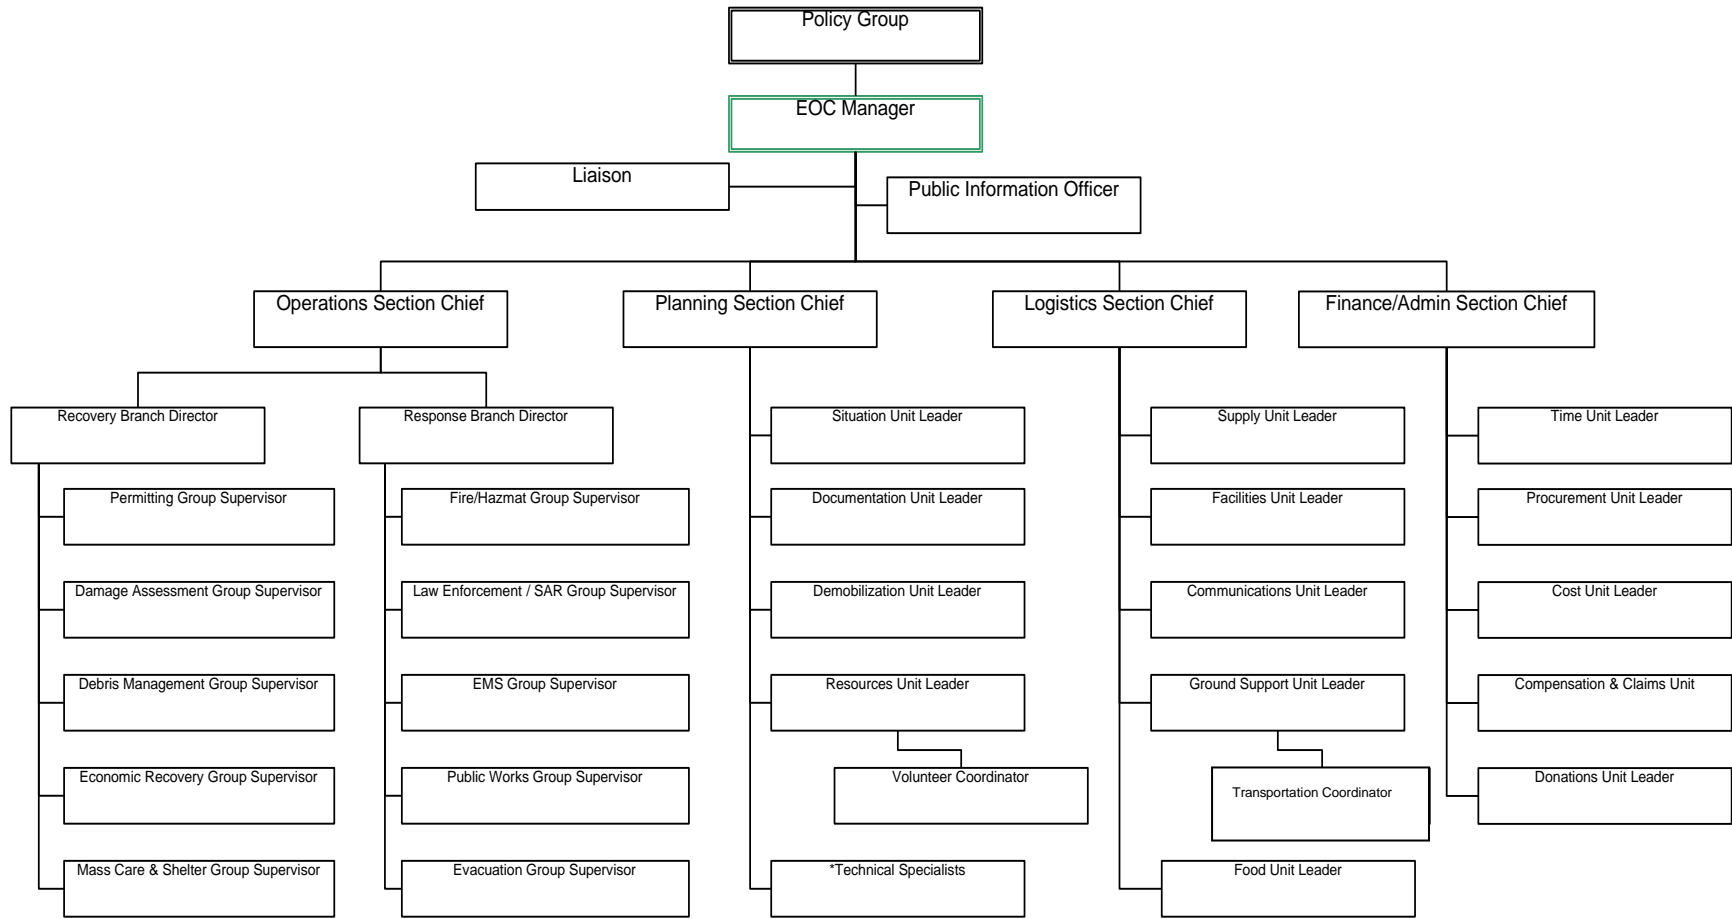 Policy Group
EOC Manager
Liaison
Public Information Officer
Operations Section Chief
Planning Section Chief
Logistics Section Chief
Finance/Admin Section Chief
Recovery Branch Director
Response Branch Director
Situation Unit Leader
Supply Unit Leader
Time Unit Leader
Permitting Group Supervisor
Fire/Hazmat Group Supervisor
Documentation Unit Leader
Facilities Unit Leader
Procurement Unit Leader
Damage Assessment Group Supervisor
Law Enforcement / SAR Group Supervisor
Demobilization Unit Leader
Communications Unit Leader
Cost Unit Leader
Debris Management Group Supervisor
EMS Group Supervisor
Resources Unit Leader
Ground Support Unit Leader
Compensation & Claims Unit
Economic Recovery Group Supervisor
Public Works Group Supervisor
Volunteer Coordinator
Transportation Coordinator
Donations Unit Leader
Mass Care & Shelter Group Supervisor
Evacuation Group Supervisor
*Technical Specialists
Food Unit Leader